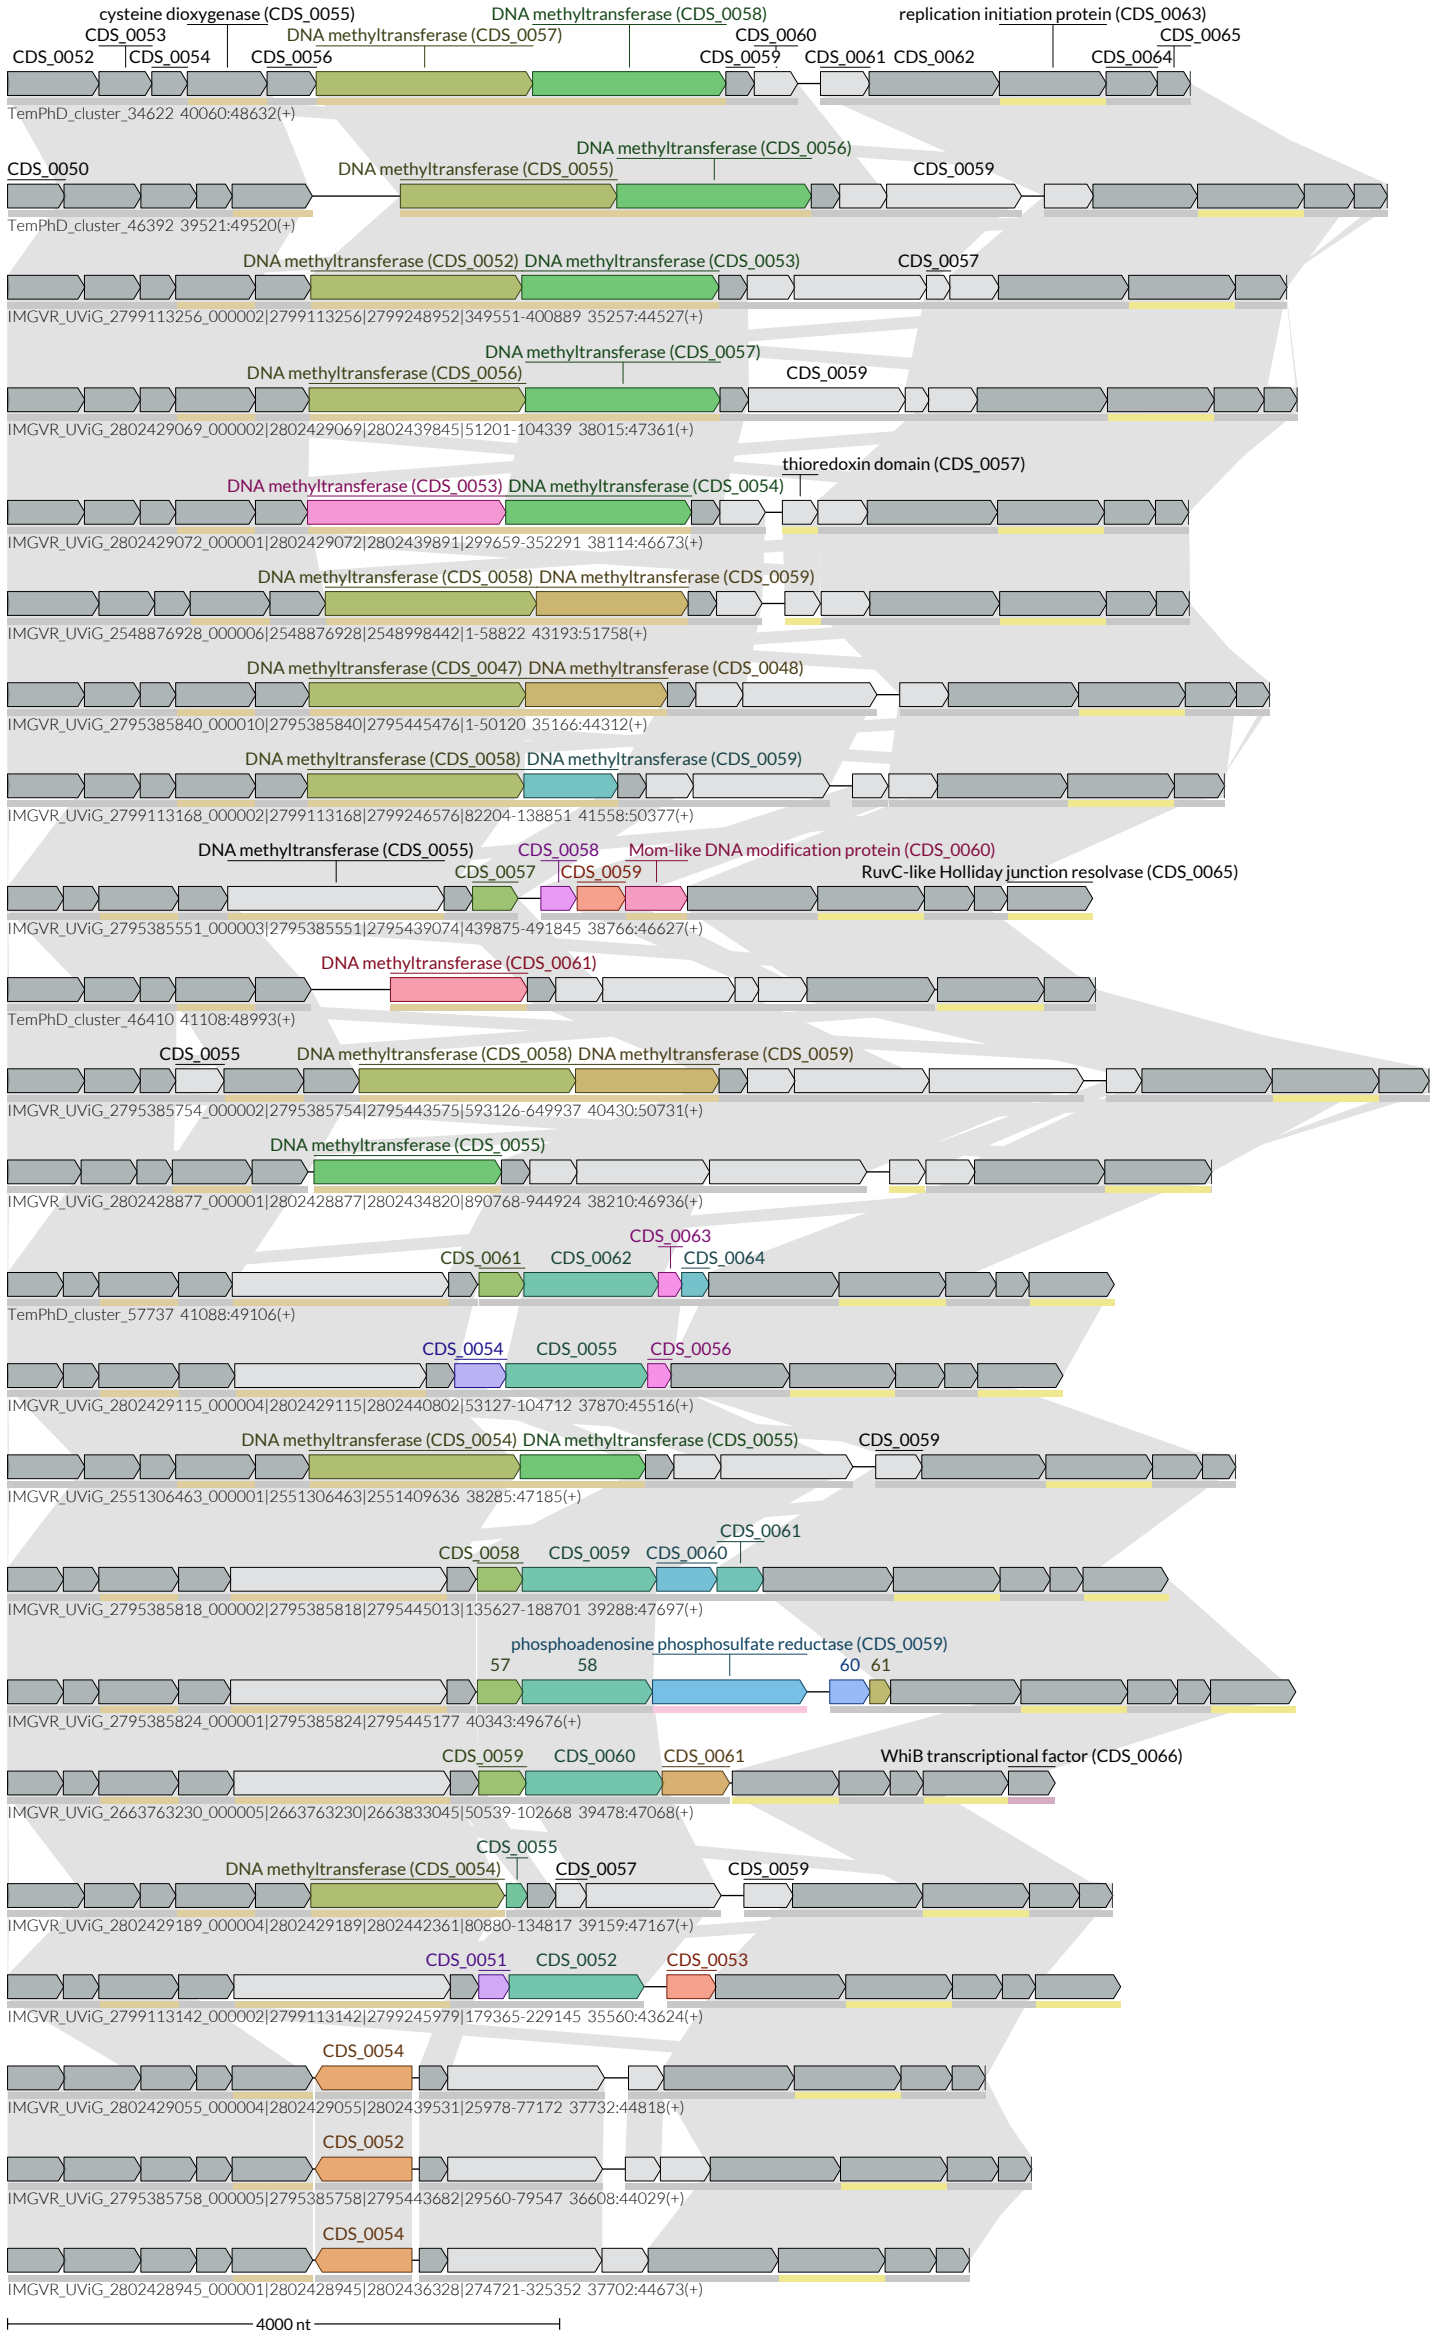 cysteine dioxygenase (CDS_0055) DNA methyltransferase (CDS_0058) replication initiation protein (CDS_0063)
CDS_0053 DNA methyltransferase (CDS_0057) CDS_0060 CDS_0065
CDS_0052 CDS_0054 CDS_0056 CDS_0059 CDS_0061 CDS_0062 CDS_0064
TemPhD_cluster_34622 40060:48632(+)
DNA methyltransferase (CDS_0056)
CDS_0050 DNA methyltransferase (CDS_0055) CDS_0059
TemPhD_cluster_46392 39521:49520(+)
DNA methyltransferase (CDS_0052) DNA methyltransferase (CDS_0053) CDS_0057
IMGVR_UViG_2799113256_000002|2799113256|2799248952|349551-400889 35257:44527(+)
DNA methyltransferase (CDS_0057)
DNA methyltransferase (CDS_0056) CDS_0059
IMGVR_UViG_2802429069_000002|2802429069|2802439845|51201-104339 38015:47361(+)
thioredoxin domain (CDS_0057)
DNA methyltransferase (CDS_0053) DNA methyltransferase (CDS_0054)
IMGVR_UViG_2802429072_000001|2802429072|2802439891|299659-352291 38114:46673(+)
DNA methyltransferase (CDS_0058) DNA methyltransferase (CDS_0059)
IMGVR_UViG_2548876928_000006|2548876928|2548998442|1-58822 43193:51758(+)
DNA methyltransferase (CDS_0047) DNA methyltransferase (CDS_0048)
IMGVR_UViG_2795385840_000010|2795385840|2795445476|1-50120 35166:44312(+)
DNA methyltransferase (CDS_0058) DNA methyltransferase (CDS_0059)
IMGVR_UViG_2799113168_000002|2799113168|2799246576|82204-138851 41558:50377(+)
DNA methyltransferase (CDS_0055) CDS_0058 Mom-like DNA modification protein (CDS_0060)
CDS_0057 CDS_0059 RuvC-like Holliday junction resolvase (CDS_0065)
IMGVR_UViG_2795385551_000003|2795385551|2795439074|439875-491845 38766:46627(+)
DNA methyltransferase (CDS_0061)
TemPhD_cluster_46410 41108:48993(+)
CDS_0055 DNA methyltransferase (CDS_0058) DNA methyltransferase (CDS_0059)
IMGVR_UViG_2795385754_000002|2795385754|2795443575|593126-649937 40430:50731(+)
DNA methyltransferase (CDS_0055)
IMGVR_UViG_2802428877_000001|2802428877|2802434820|890768-944924 38210:46936(+)
CDS_0063
CDS_0061 CDS_0062 CDS_0064
TemPhD_cluster_57737 41088:49106(+)
CDS_0054 CDS_0055 CDS_0056
IMGVR_UViG_2802429115_000004|2802429115|2802440802|53127-104712 37870:45516(+)
DNA methyltransferase (CDS_0054) DNA methyltransferase (CDS_0055) CDS_0059
IMGVR_UViG_2551306463_000001|2551306463|2551409636 38285:47185(+)
CDS_0061
CDS_0058 CDS_0059 CDS_0060
IMGVR_UViG_2795385818_000002|2795385818|2795445013|135627-188701 39288:47697(+)
phosphoadenosine phosphosulfate reductase (CDS_0059)
57 58 60 61
IMGVR_UViG_2795385824_000001|2795385824|2795445177 40343:49676(+)
CDS_0059 CDS_0060 CDS_0061 WhiB transcriptional factor (CDS_0066)
IMGVR_UViG_2663763230_000005|2663763230|2663833045|50539-102668 39478:47068(+)
CDS_0055
DNA methyltransferase (CDS_0054) CDS_0057 CDS_0059
IMGVR_UViG_2802429189_000004|2802429189|2802442361|80880-134817 39159:47167(+)
CDS_0051 CDS_0052 CDS_0053
IMGVR_UViG_2799113142_000002|2799113142|2799245979|179365-229145 35560:43624(+)
CDS_0054
IMGVR_UViG_2802429055_000004|2802429055|2802439531|25978-77172 37732:44818(+)
CDS_0052
IMGVR_UViG_2795385758_000005|2795385758|2795443682|29560-79547 36608:44029(+)
CDS_0054
IMGVR_UViG_2802428945_000001|2802428945|2802436328|274721-325352 37702:44673(+)
4000 nt